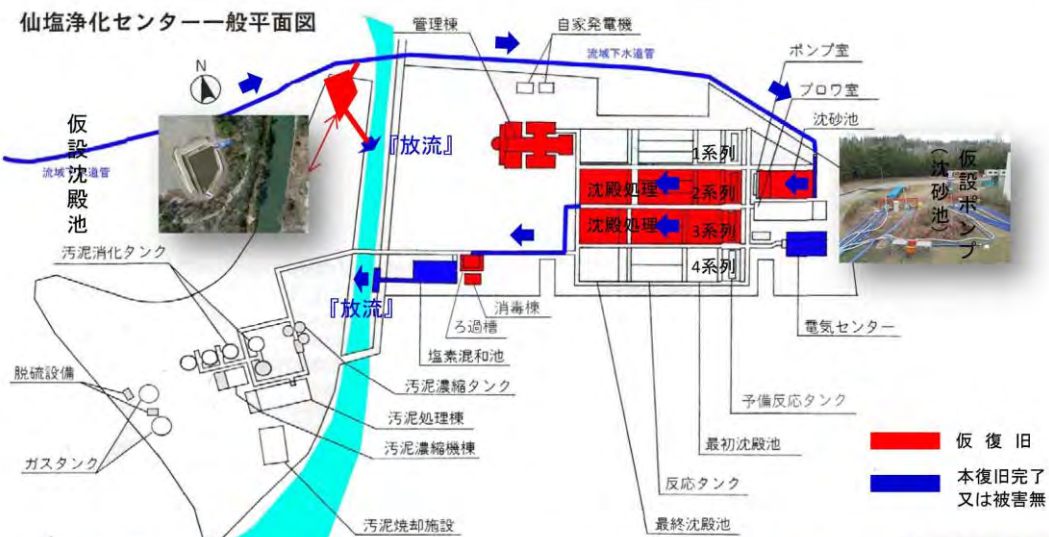 仙塩浄化センター一般平面図
管理棟
自家発電機
流域下水道管
ポンプ室
ブロワ室
沈砂池
N
仮設沈殿池
流域下水道管
『放流』
1系列
沈殿処理
2系列
沈殿処理
3系列
4系列
仮設ポンプ
(沈砂池)
汚泥消化タンク
『放流』
消毒棟
ろ過槽
塩素混和池
電気センター
脱硫設備
汚泥濃縮タンク
予備反応タンク
汚泥処理棟
最初沈殿池
仮復旧
汚泥濃縮機棟
ガスタンク
反応タンク
本復旧完了
又は被害無
汚泥焼却施設
最終沈殿池